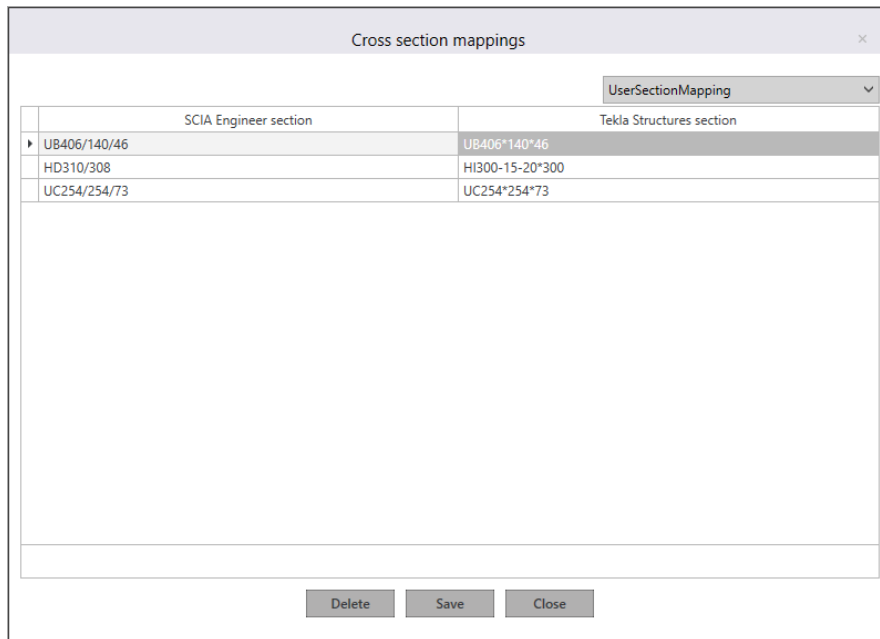 Cross section mappings
UserSectionMapping
SCIA Engineer section Tekla Structures section
UB406/140/46 UB406*140*46
HD310/308 HI300-15-20*300
UC254/254/73 UC254*254*73
Delete Save Close